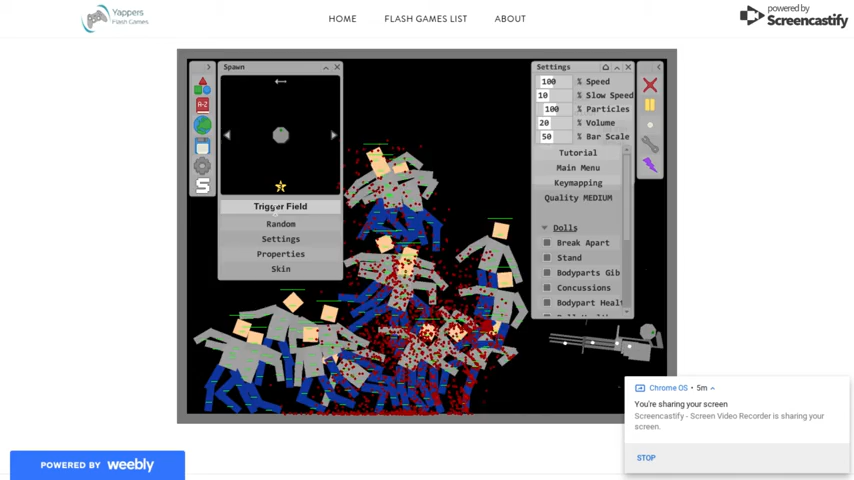 Yappers
Flash Games
HOME
FLASH GAMES LIST
ABOUT
powered by
Screencastify
Spawn
A-Z
S
Trigger Field
Random
Settings
Properties
Skin
Settings
100 % Speed
10 % Slow Speed
100 % Particles
20 % Volume
50 % Bar Scale
Tutorial
Main Menu
Keymapping
Quality MEDIUM
Dolls
Break Apart
Stand
Bodyparts Gib
Concussions
Bodypart Healt
Chrome OS • 5m
You're sharing your screen
Screencastify - Screen Video Recorder is sharing your
screen.
STOP
POWERED BY weebly